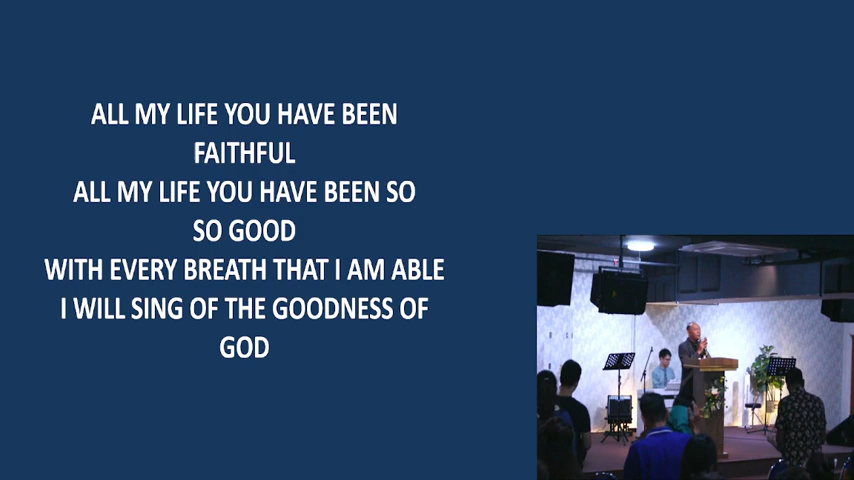 ALL MY LIFE YOU HAVE BEEN
FAITHFUL
ALL MY LIFE YOU HAVE BEEN SO
SO GOOD
WITH EVERY BREATH THAT I AM ABLE
I WILL SING OF THE GOODNESS OF
GOD